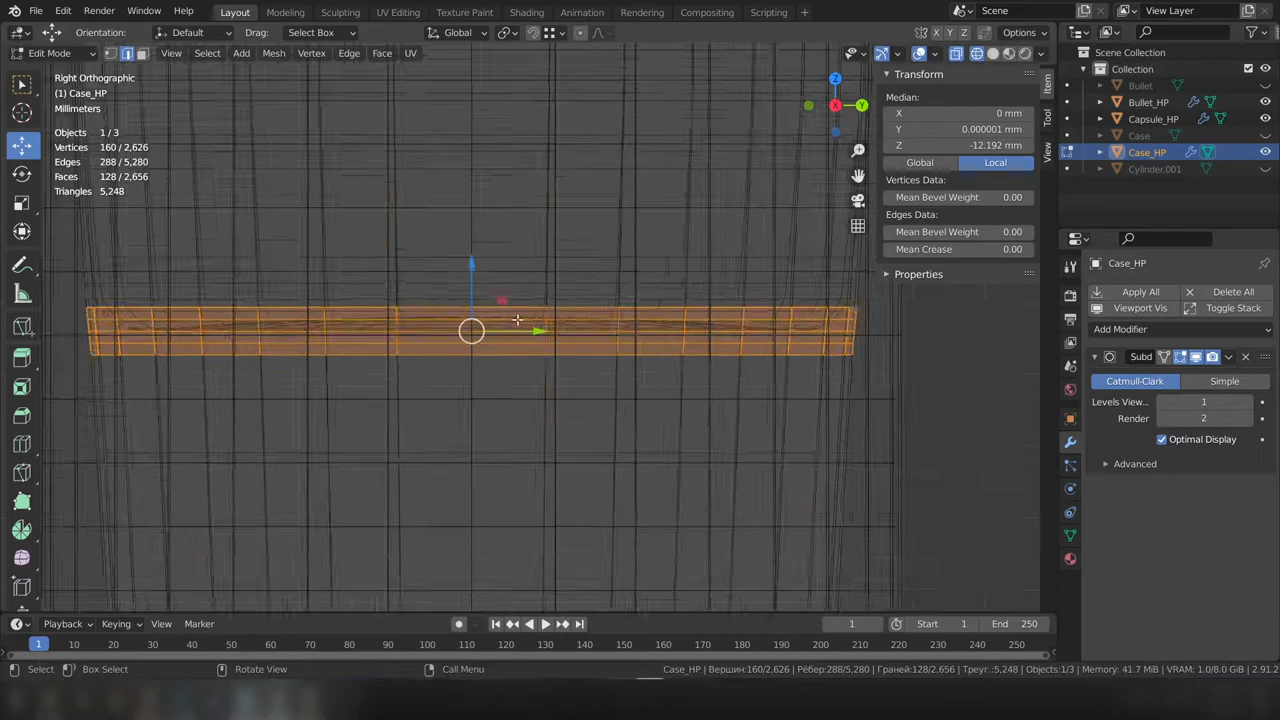 File Edit Render Window Help Layout Modeling Sculpting UV Editing Texture Paint Shading Animation Rendering Compositing Scripting + Scene View Layer
Orientation: Default Drag: Select Box Global X Y Z Options
Edit Mode View Select Add Mesh Vertex Edge Face UV
Right Orthographic
(1) Case_HP
Millimeters
Objects 1 / 3
Vertices 160 / 2,626
Edges 288 / 5,280
Faces 128 / 2,656
Triangles 5,248
Z
X
Y
Transform
Median:
X 0 mm
Y 0.000001 mm
Z -12.192 mm
Global Local
Vertices Data:
Mean Bevel Weight 0.00
Edges Data:
Mean Bevel Weight 0.00
Mean Crease 0.00
Properties
Item
Tool
View
Scene Collection
Collection
Bullet
Bullet_HP
Capsule_HP
Case
Case_HP
Cylinder.001
Case_HP
Apply All Delete All
Viewport Vis Toggle Stack
Add Modifier
Subd
Catmull-Clark Simple
Levels View... 1
Render 2
Optimal Display
Advanced
Playback Keying View Marker 1 Start 1 End 250
1 10 20 30 40 50 60 70 80 90 100 110 120 130 140 150 160 170 180 190 200 210 220 230 240 250
Select Box Select Rotate View Call Menu Case_HP | Вершин:160/2,626 | Рёбер:288/5,280 | Граней:128/2,656 | Треуг.:5,248 | Objects:1/3 | Memory: 41.7 MiB | VRAM: 1.0/8.0 GiB | 2.91.2